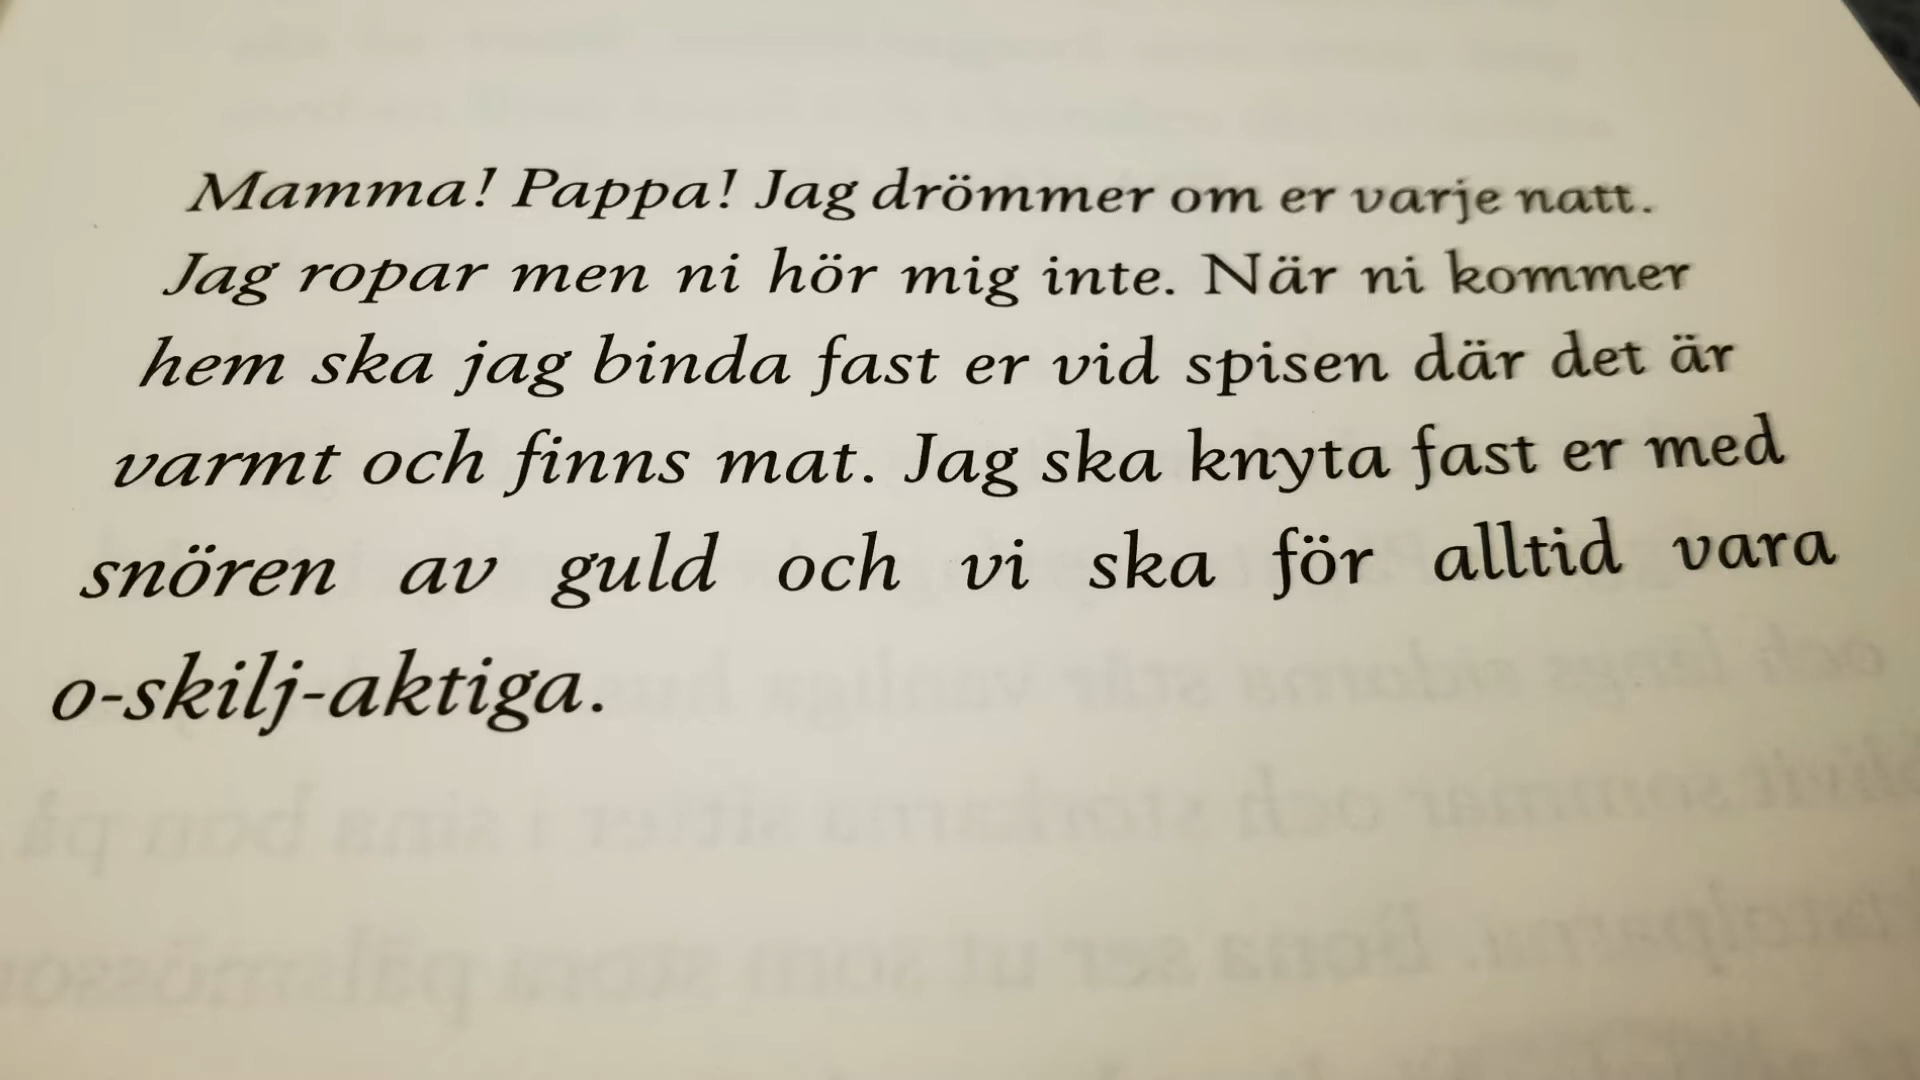 Mamma! Pappa! Jag drömmer om er varje natt.
Jag ropar men ni hör mig inte. När ni kommer
hem ska jag binda fast er vid spisen där det är
varmt och finns mat. Jag ska knyta fast er med
snören av guld och vi ska för alltid vara
o-skilj-aktiga.